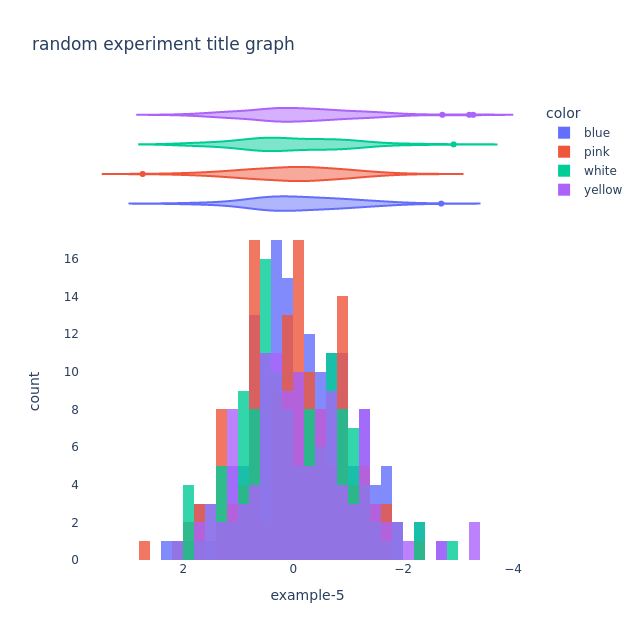 random experiment title graph
color
blue
pink
white
yellow
16
14
12
10
8
6
4
2
0
count
2
0
−2
−4
example-5